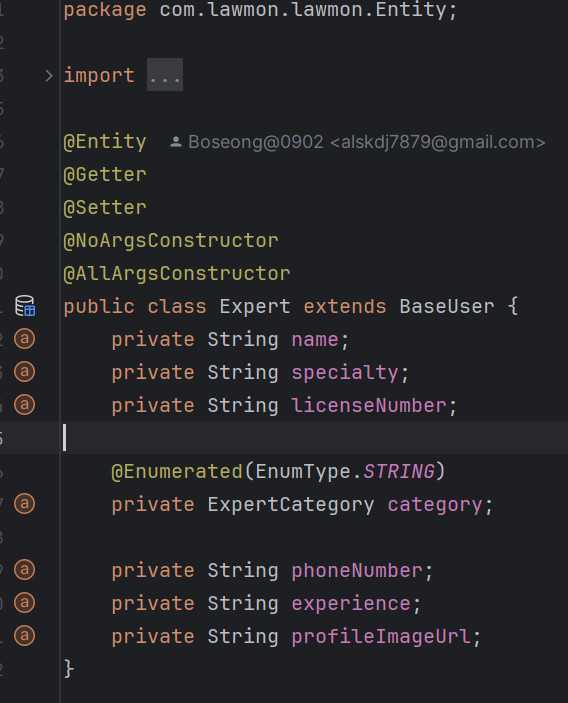 package com.lawmon.lawmon.Entity;
import ...
@Entity Boseong@0902 <alskdj7879@gmail.com>
@Getter
@Setter
@NoArgsConstructor
@AllArgsConstructor
public class Expert extends BaseUser {
private String name;
private String specialty;
private String licenseNumber;
@Enumerated(EnumType.STRING)
private ExpertCategory category;
private String phoneNumber;
private String experience;
private String profileImageUrl;
}